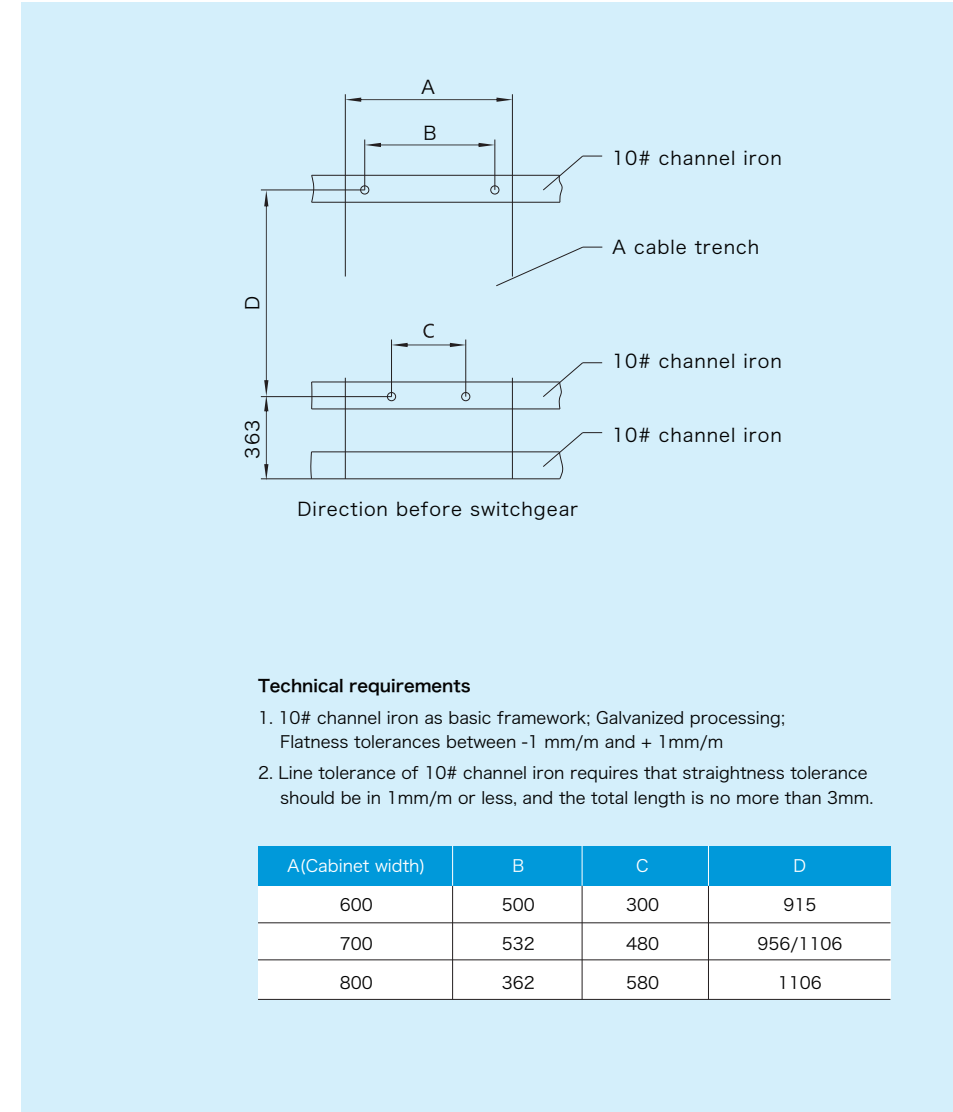 A
B
10# channel iron
A cable trench
D
C
10# channel iron
363
10# channel iron
Direction before switchgear
Technical requirements
1. 10# channel iron as basic framework; Galvanized processing;
Flatness tolerances between -1 mm/m and + 1mm/m
2. Line tolerance of 10# channel iron requires that straightness tolerance
should be in 1mm/m or less, and the total length is no more than 3mm.
A(Cabinet width) B C D
600 500 300 915
700 532 480 956/1106
800 362 580 1106